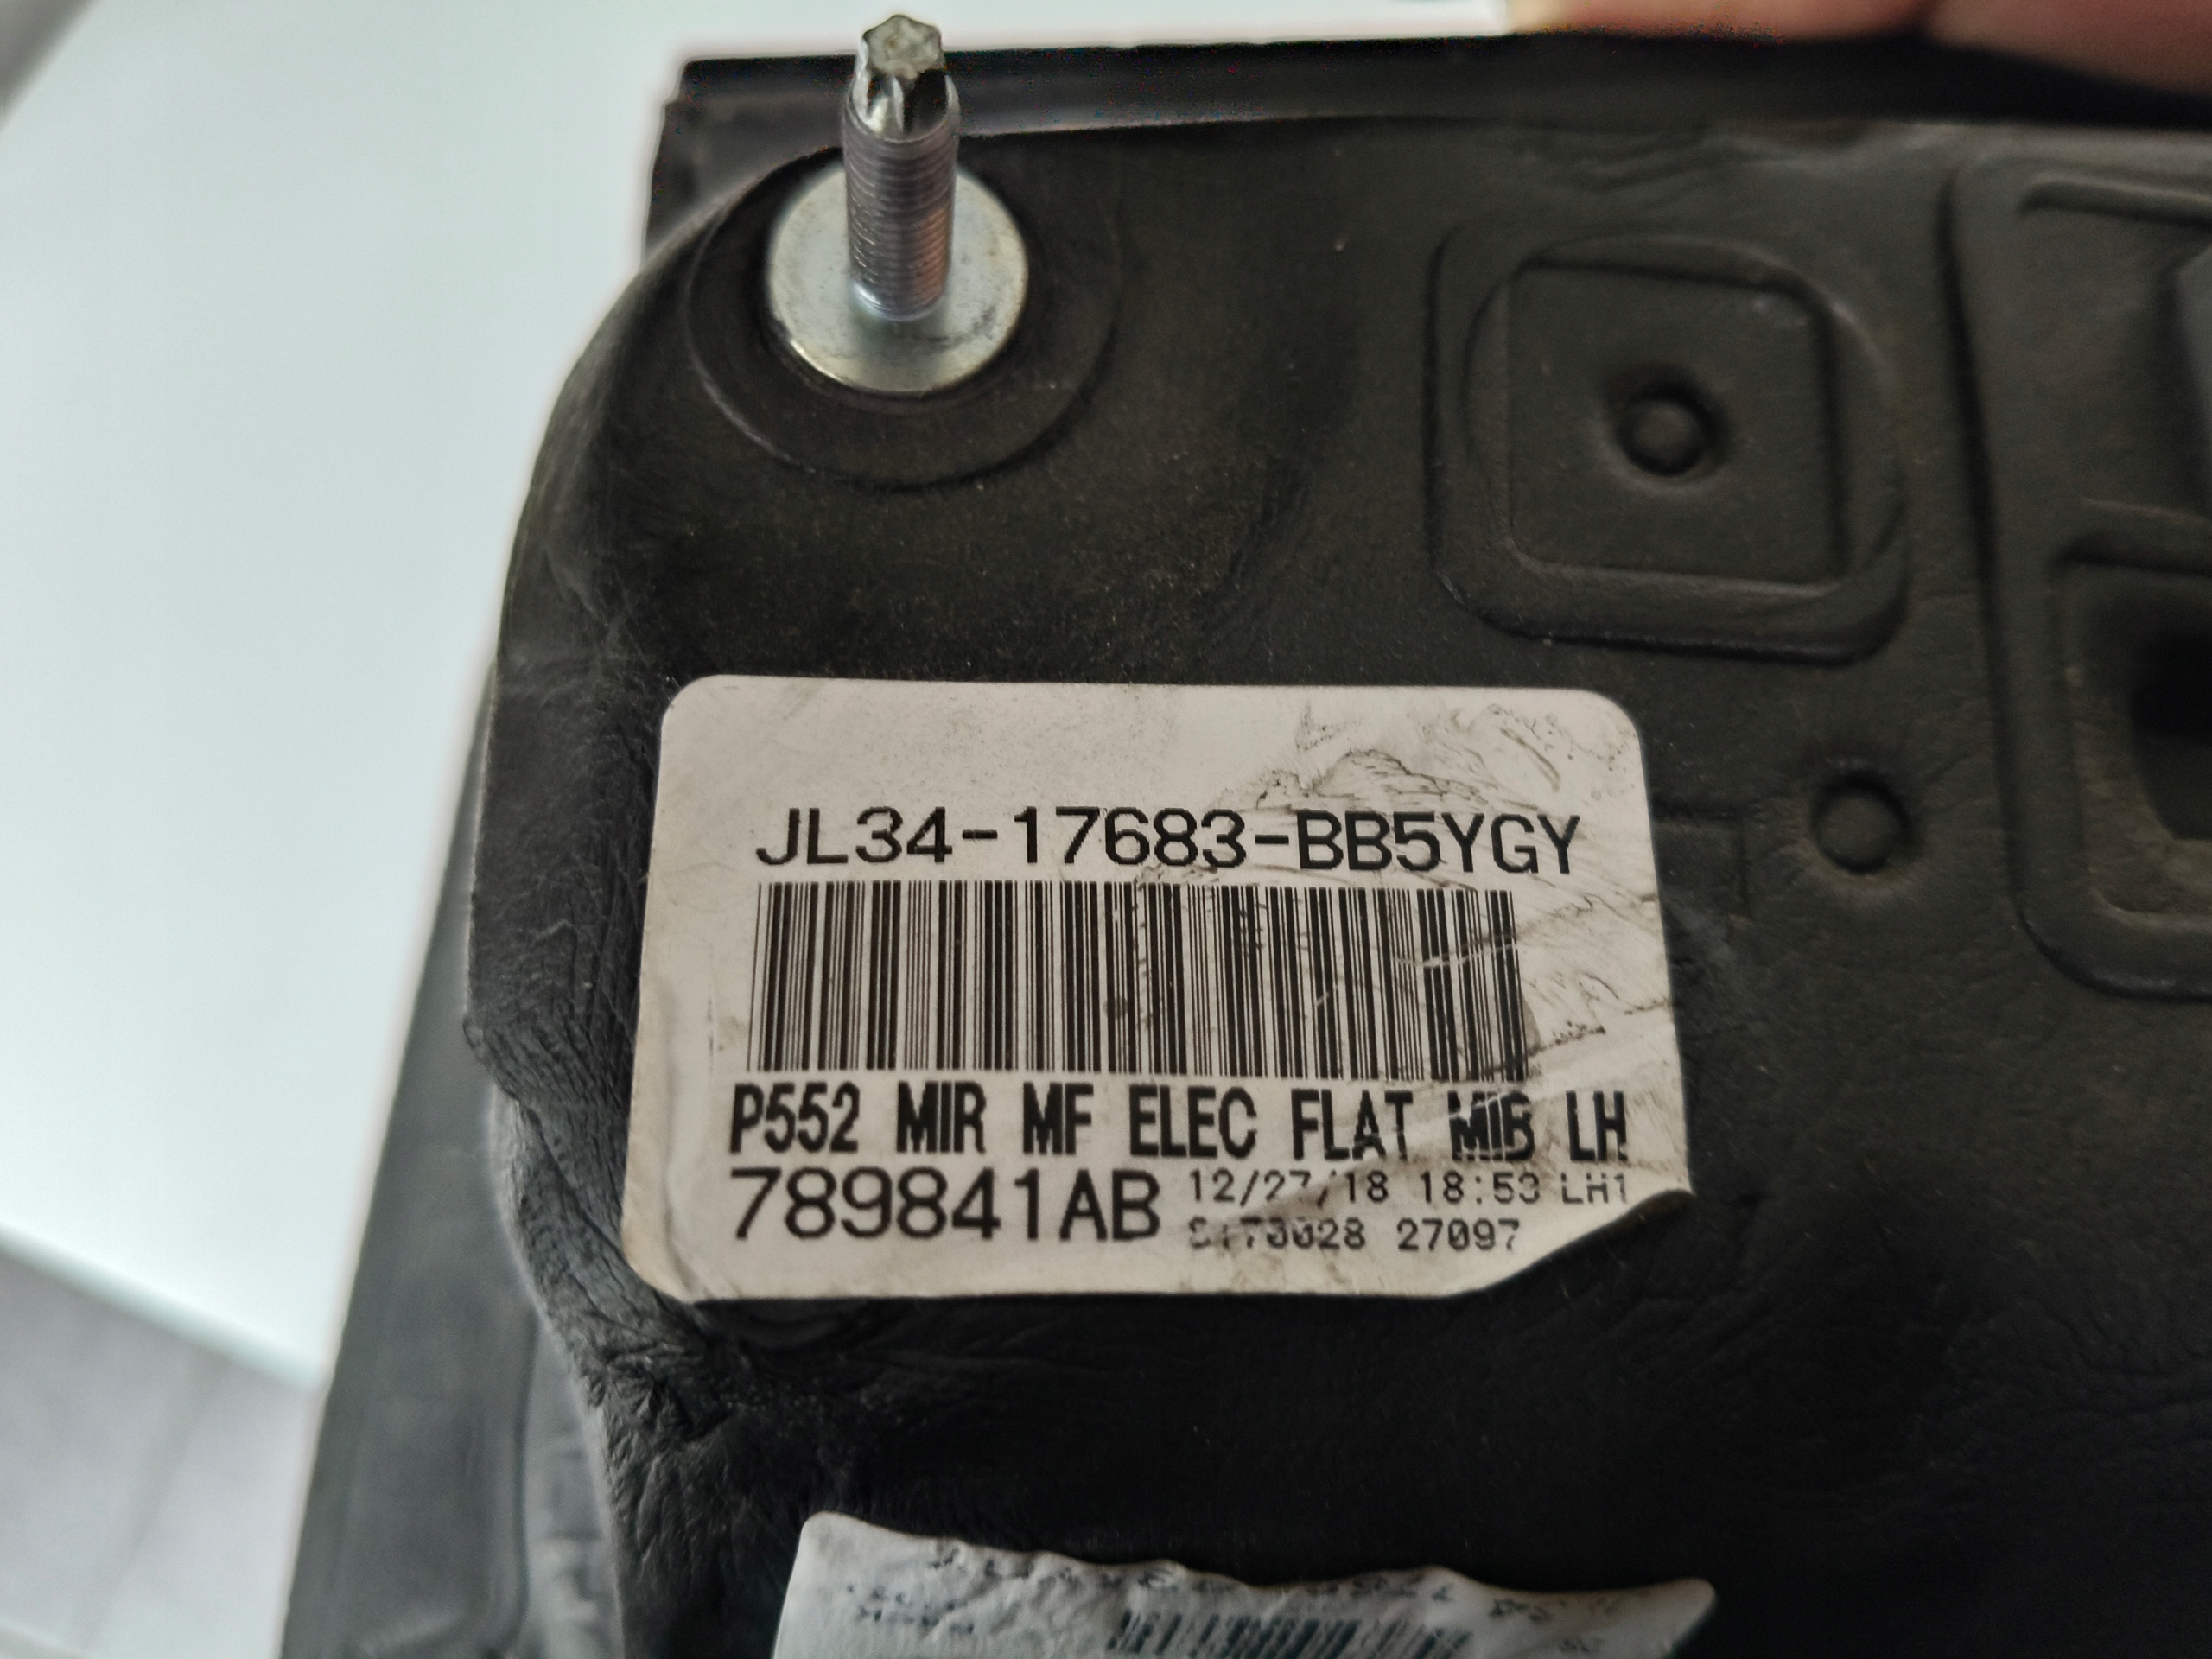 JL34-17683-BB5YGY
P552 MIR MF ELEC FLAT MIB LH
789841AB 12/27/18 18:53 LH1
27097